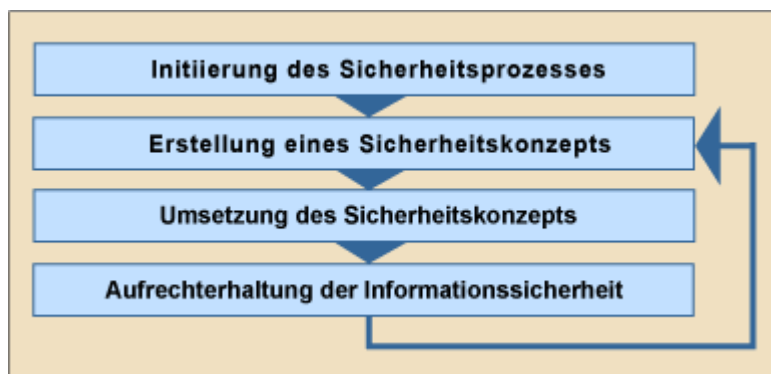 Initiierung des Sicherheitsprozesses
Erstellung eines Sicherheitskonzepts
Umsetzung des Sicherheitskonzepts
Aufrechterhaltung der Informationssicherheit